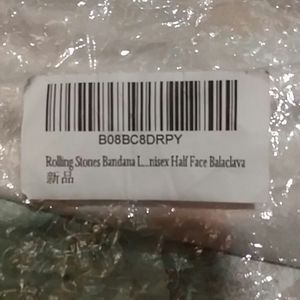 B08BC8DRPY
Rolling Stones Bandana L...nisex Half Face Balaclava
新品